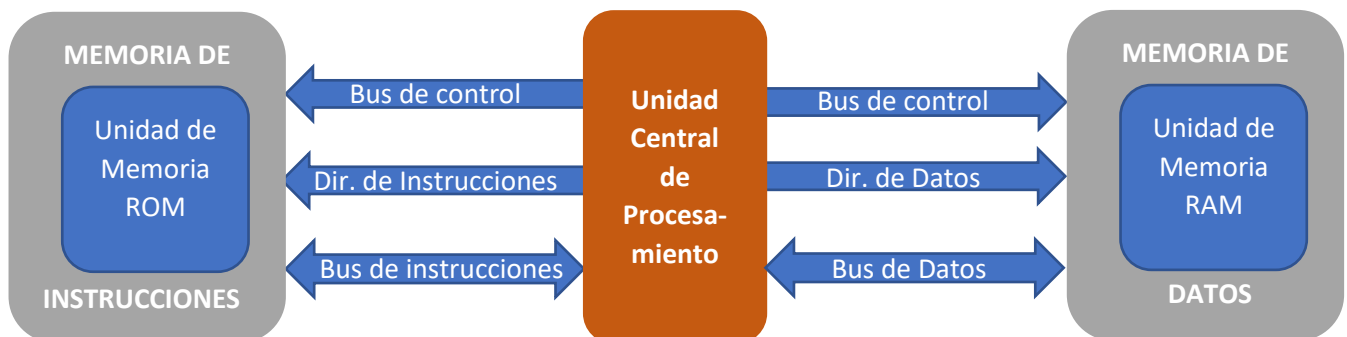 MEMORIA DE
Unidad de
Memoria
ROM
INSTRUCCIONES
Bus de control
Dir. de Instrucciones
Bus de instrucciones
Unidad
Central
de
Procesa-
miento
Bus de control
Dir. de Datos
Bus de Datos
MEMORIA DE
Unidad de
Memoria
RAM
DATOS